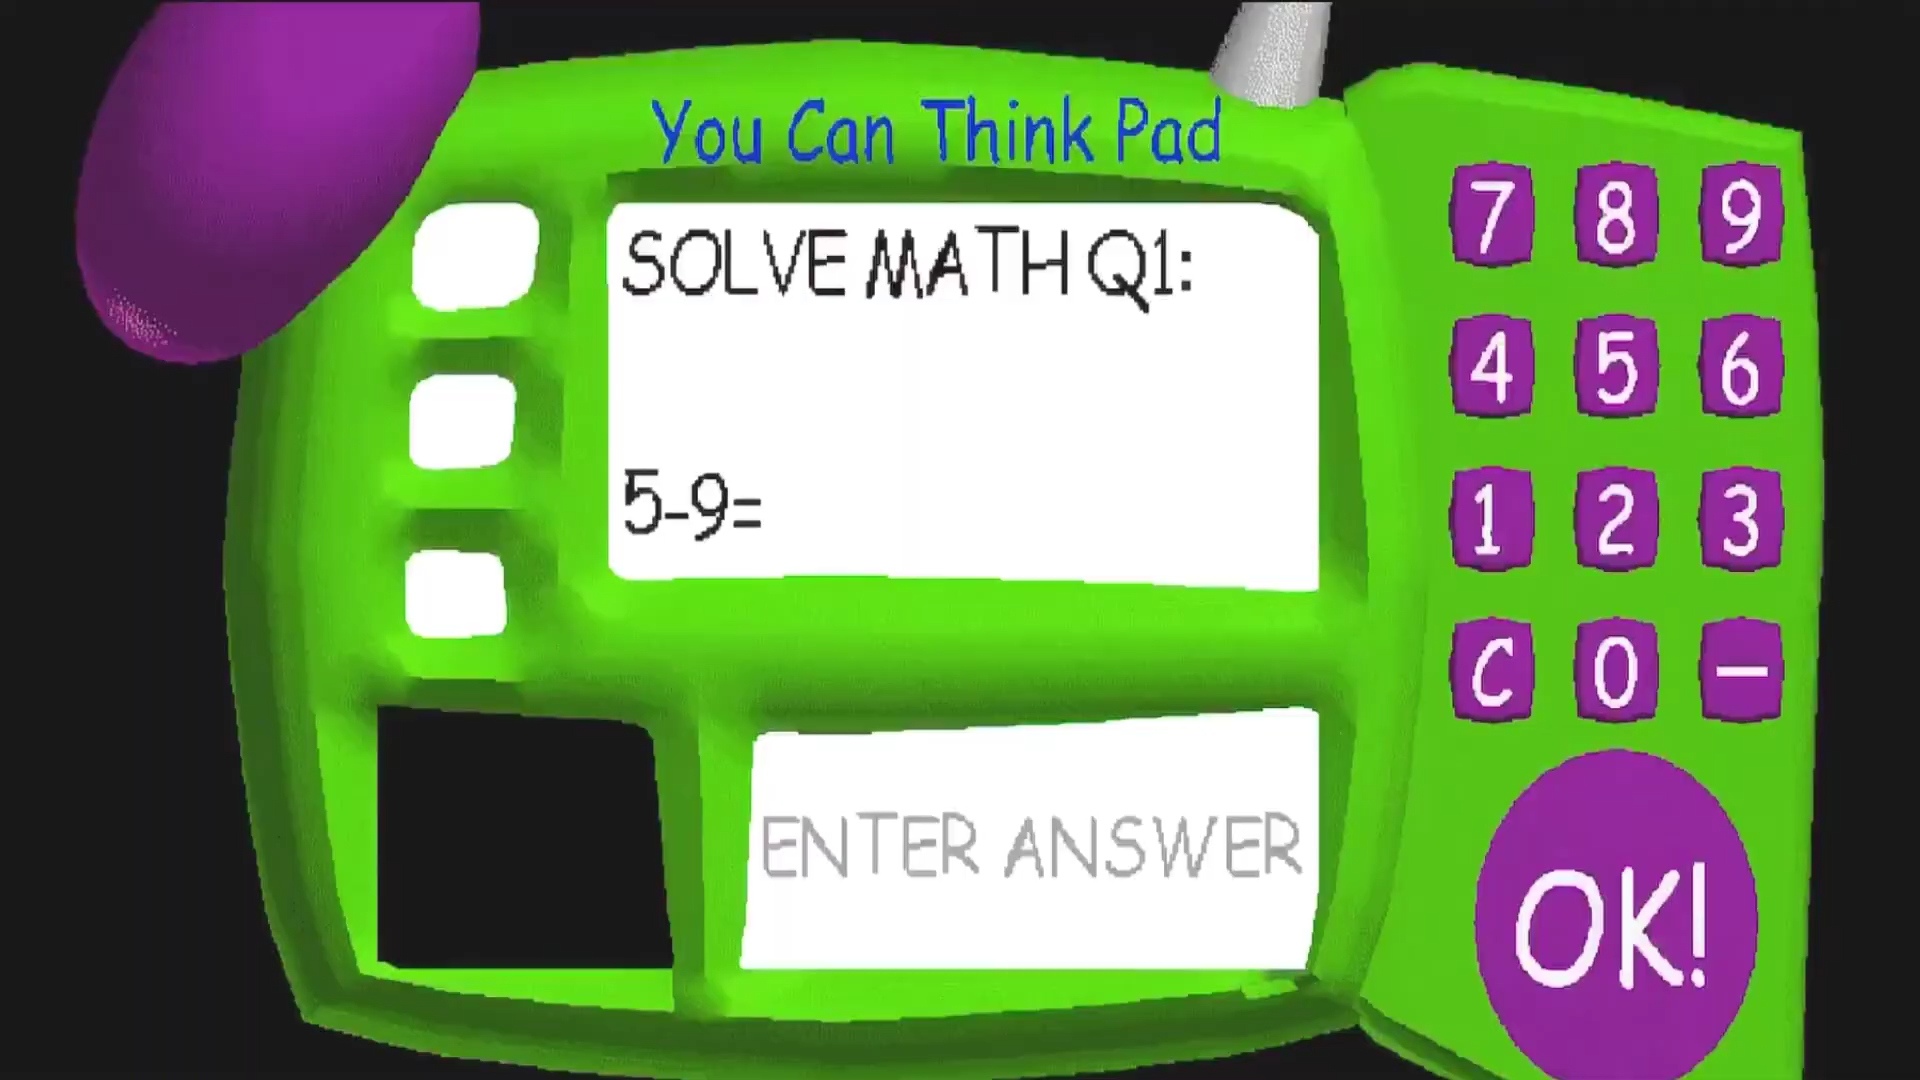 You Can Think Pad
SOLVE MATH Q1:
5-9=
ENTER ANSWER
7 8 9
4 5 6
1 2 3
C 0 −
OK!